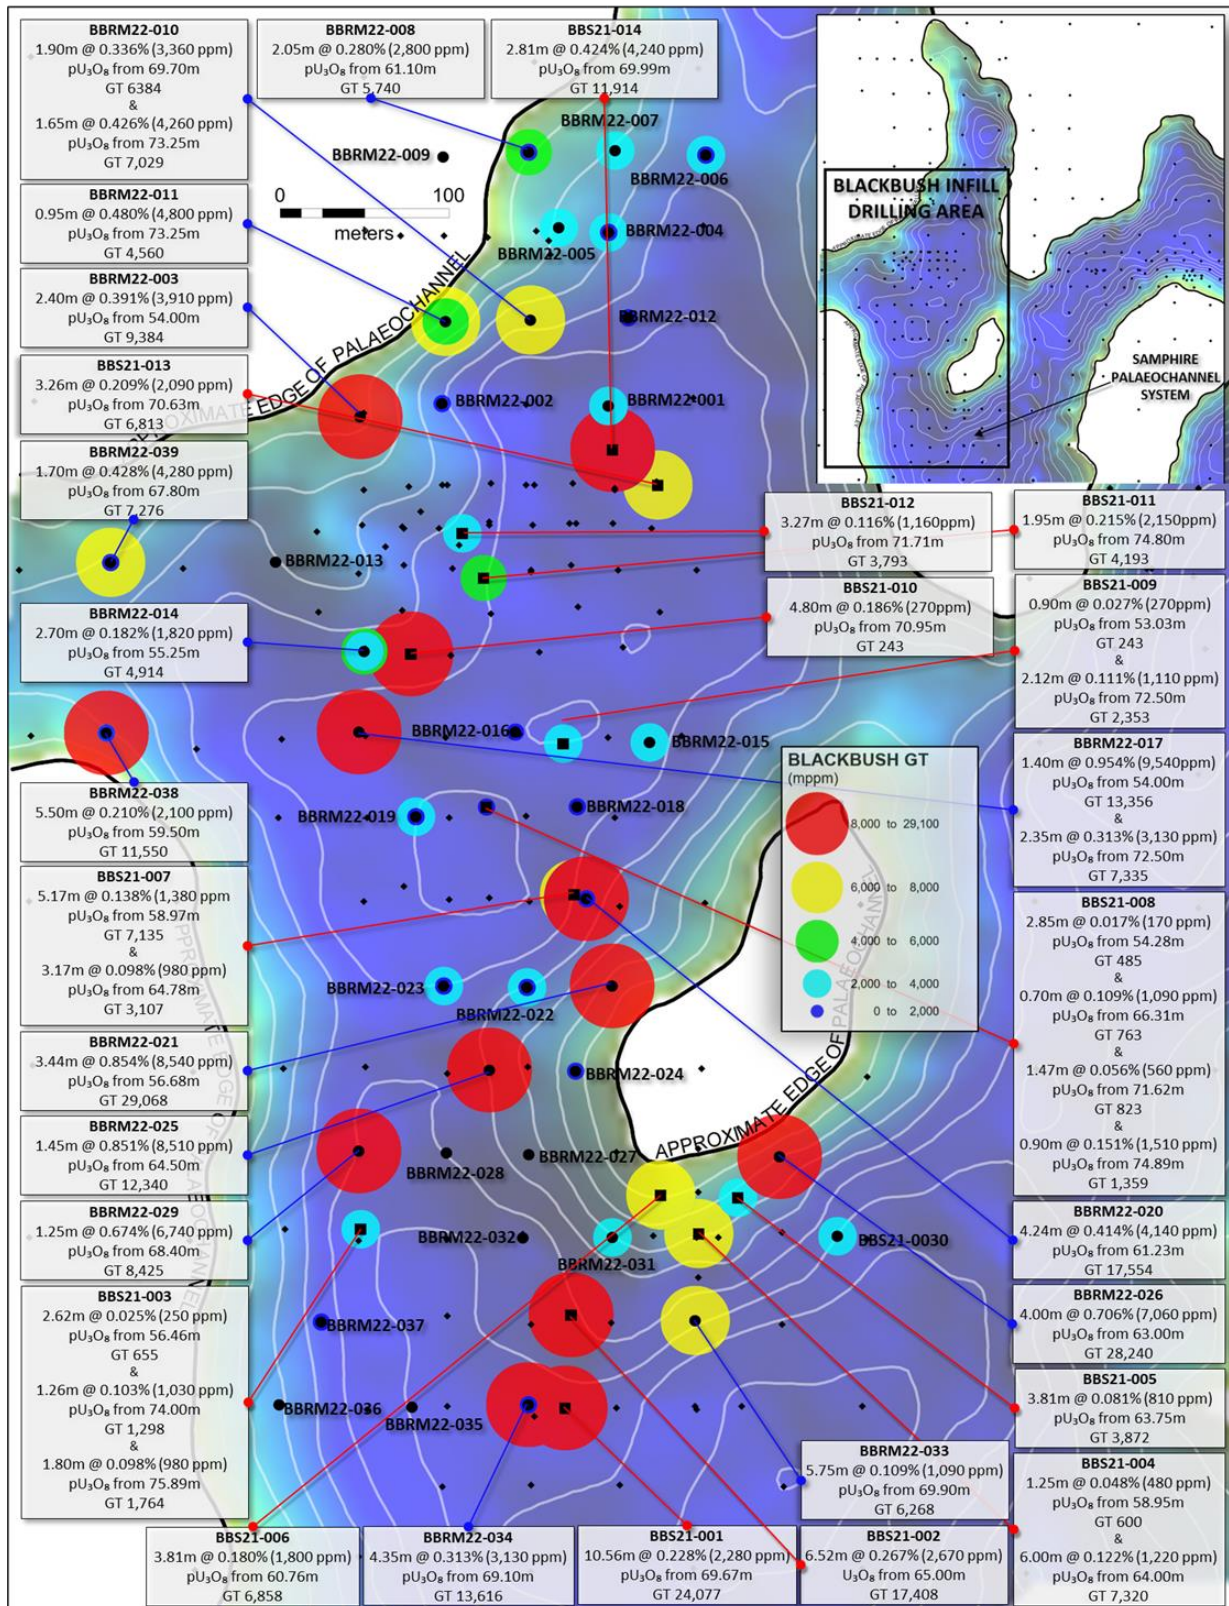 BBRM22-010
1.90m @ 0.336% (3,360 ppm)
pU₃O₈ from 69.70m
GT 6384
&
1.65m @ 0.426% (4,260 ppm)
pU₃O₈ from 73.25m
GT 7,029
BBRM22-008
2.05m @ 0.280% (2,800 ppm)
pU₃O₈ from 61.10m
GT 5,740
BBS21-014
2.81m @ 0.424% (4,240 ppm)
pU₃O₈ from 69.99m
GT 11,914
BBRM22-007
BBRM22-009
BBRM22-006
0 100
meters
BBRM22-004
BBRM22-005
BLACKBUSH INFILL
DRILLING AREA
SAMPHIRE
PALAEOCHANNEL
SYSTEM
BBRM22-011
0.95m @ 0.480% (4,800 ppm)
pU₃O₈ from 73.25m
GT 4,560
BBRM22-003
2.40m @ 0.391% (3,910 ppm)
pU₃O₈ from 54.00m
GT 9,384
BBS21-013
3.26m @ 0.209% (2,090 ppm)
pU₃O₈ from 70.63m
GT 6,813
BBRM22-039
1.70m @ 0.428% (4,280 ppm)
pU₃O₈ from 67.80m
GT 7,276
APPROXIMATE EDGE OF PALAEOCHANNEL
BBRM22-012
BBRM22-002
BBRM22-001
BBRM22-013
BBS21-012
3.27m @ 0.116% (1,160ppm)
pU₃O₈ from 71.71m
GT 3,793
BBS21-011
1.95m @ 0.215% (2,150ppm)
pU₃O₈ from 74.80m
GT 4,193
BBS21-010
4.80m @ 0.186% (270ppm)
pU₃O₈ from 70.95m
GT 243
BBS21-009
0.90m @ 0.027% (270ppm)
pU₃O₈ from 53.03m
GT 243
&
2.12m @ 0.111% (1,110 ppm)
pU₃O₈ from 72.50m
GT 2,353
BBRM22-014
2.70m @ 0.182% (1,820 ppm)
pU₃O₈ from 55.25m
GT 4,914
BBRM22-016
BBRM22-015
BBRM22-019
BBRM22-018
BLACKBUSH GT
(mppm)
8,000 to 29,100
6,000 to 8,000
4,000 to 6,000
2,000 to 4,000
0 to 2,000
BBRM22-017
1.40m @ 0.954% (9,540ppm)
pU₃O₈ from 54.00m
GT 13,356
&
2.35m @ 0.313% (3,130 ppm)
pU₃O₈ from 72.50m
GT 7,335
BBRM22-038
5.50m @ 0.210% (2,100 ppm)
pU₃O₈ from 59.50m
GT 11,550
BBS21-007
5.17m @ 0.138% (1,380 ppm
pU₃O₈ from 58.97m
GT 7,135
&
3.17m @ 0.098% (980 ppm)
pU₃O₈ from 64.78m
GT 3,107
BBS21-008
2.85m @ 0.017% (170 ppm)
pU₃O₈ from 54.28m
GT 485
&
0.70m @ 0.109% (1,090 ppm)
pU₃O₈ from 66.31m
GT 763
&
1.47m @ 0.056% (560 ppm)
pU₃O₈ from 71.62m
GT 823
&
0.90m @ 0.151% (1,510 ppm)
pU₃O₈ from 74.89m
GT 1,359
BBRM22-023
BBRM22-022
BBRM22-024
BBRM22-021
3.44m @ 0.854% (8,540 ppm)
pU₃O₈ from 56.68m
GT 29,068
BBRM22-025
1.45m @ 0.851% (8,510 ppm)
pU₃O₈ from 64.50m
GT 12,340
APPROXIMATE EDGE OF PALAEOCHANNEL
APPROXIMATE EDGE OF PALAEOCHANNEL
BBRM22-027
BBRM22-028
BBRM22-029
1.25m @ 0.674% (6,740 ppm)
pU₃O₈ from 68.40m
GT 8,425
BBRM22-032
BBRM22-031
BBS21-0030
BBRM22-020
4.24m @ 0.414% (4,140 ppm)
pU₃O₈ from 61.23m
GT 17,554
BBRM22-026
4.00m @ 0.706% (7,060 ppm)
pU₃O₈ from 63.00m
GT 28,240
BBS21-003
2.62m @ 0.025% (250 ppm)
pU₃O₈ from 56.46m
GT 655
&
1.26m @ 0.103% (1,030 ppm)
pU₃O₈ from 74.00m
GT 1,298
&
1.80m @ 0.098% (980 ppm)
pU₃O₈ from 75.89m
GT 1,764
BBRM22-037
BBRM22-036
BBRM22-035
BBS21-005
3.81m @ 0.081% (810 ppm)
pU₃O₈ from 63.75m
GT 3,872
BBRM22-033
5.75m @ 0.109% (1,090 ppm)
pU₃O₈ from 69.90m
GT 6,268
BBS21-004
1.25m @ 0.048% (480 ppm)
pU₃O₈ from 58.95m
GT 600
&
6.00m @ 0.122% (1,220 ppm)
pU₃O₈ from 64.00m
GT 7,320
BBS21-006
3.81m @ 0.180% (1,800 ppm)
pU₃O₈ from 60.76m
GT 6,858
BBRM22-034
4.35m @ 0.313% (3,130 ppm)
pU₃O₈ from 69.10m
GT 13,616
BBS21-001
10.56m @ 0.228% (2,280 ppm)
pU₃O₈ from 69.67m
GT 24,077
BBS21-002
6.52m @ 0.267% (2,670 ppm)
U₃O₈ from 65.00m
GT 17,408